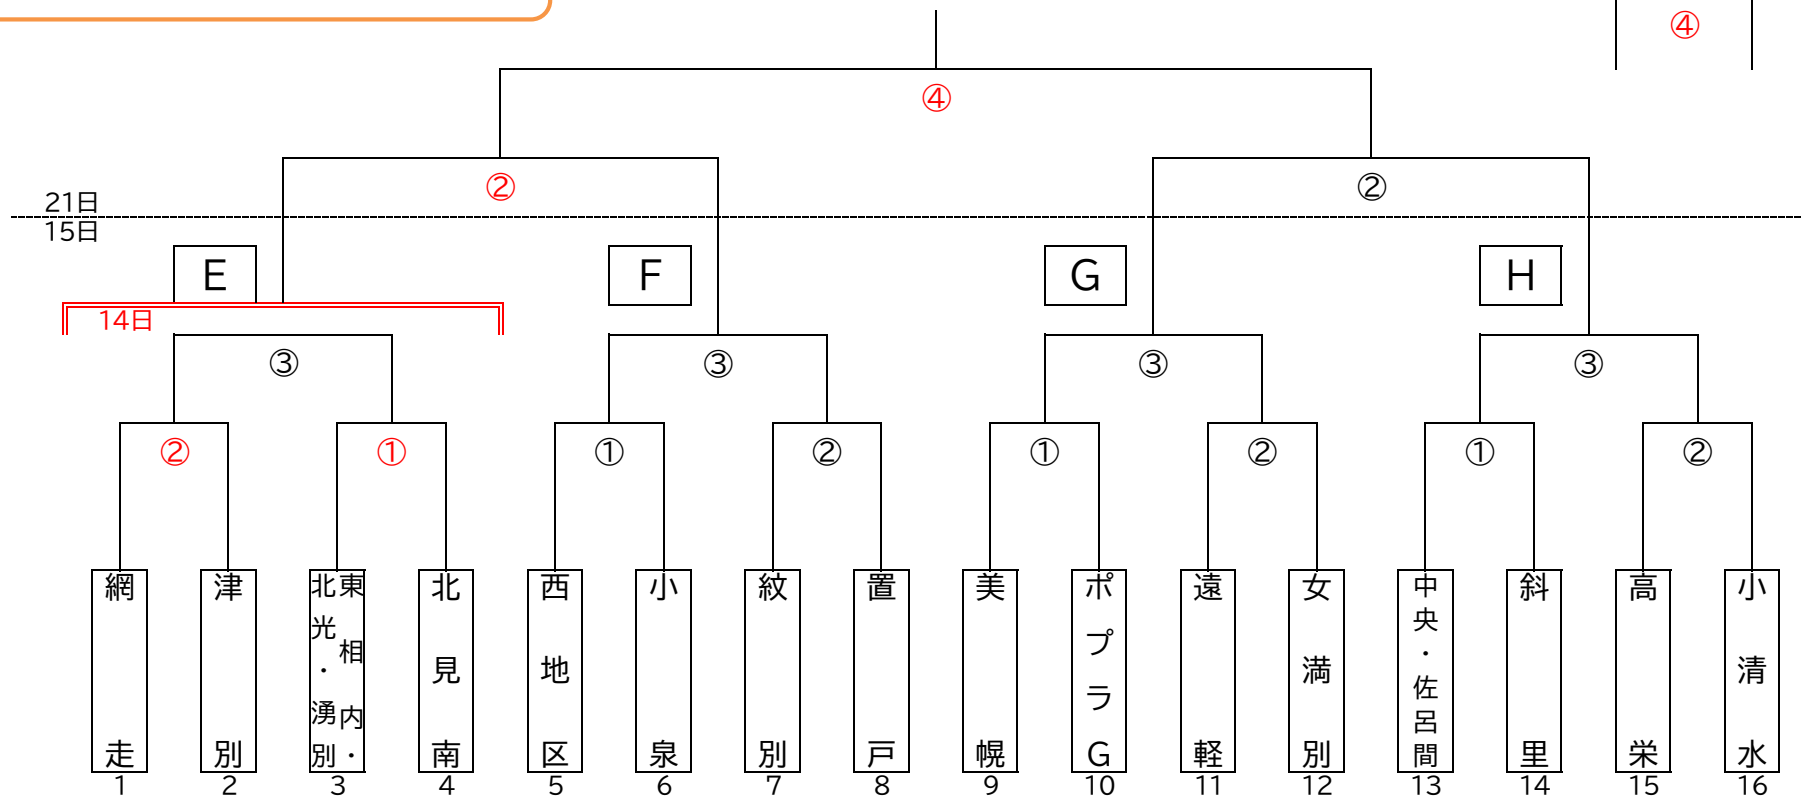 ④
④
② ②
21日
15日
E F G H
14日
③ ③ ③ ③
② ① ① ② ① ② ① ②
網走
津別
東相内・
北光・湧別
北見南
西地区
小泉
紋別
置戸
美幌
ポプラG
遠軽
女満別
中央・佐呂間
斜里
高栄
小清水
1 2 3 4 5 6 7 8 9 10 11 12 13 14 15 16